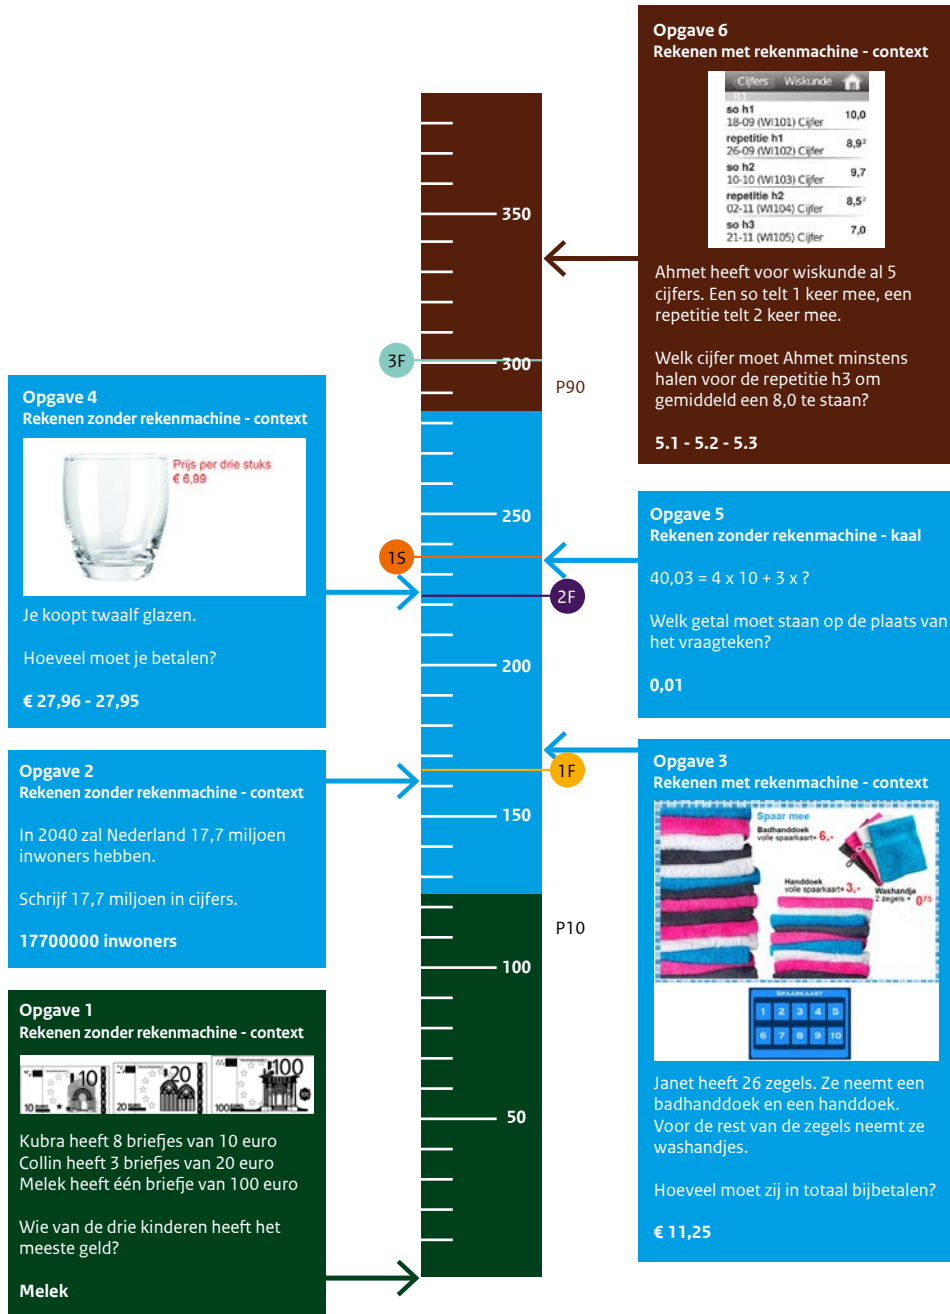 Opgave 6
Rekenen met rekenmachine - context
Cijfers Wiskunde
H1
so h1
18-09 (WI101) Cijfer 10,0
repetitie h1
26-09 (WI102) Cijfer 8,9²
so h2
10-10 (WI103) Cijfer 9,7
repetitie h2
02-11 (WI104) Cijfer 8,5²
so h3
21-11 (WI105) Cijfer 7,0
Ahmet heeft voor wiskunde al 5
cijfers. Een so telt 1 keer mee, een
repetitie telt 2 keer mee.
Welk cijfer moet Ahmet minstens
halen voor de repetitie h3 om
gemiddeld een 8,0 te staan?
5.1 - 5.2 - 5.3
350
3F
300
P90
250
1S
2F
200
1F
150
P10
100
50
Opgave 4
Rekenen zonder rekenmachine - context
Prijs per drie stuks
€ 6,99
Je koopt twaalf glazen.
Hoeveel moet je betalen?
€ 27,96 - 27,95
Opgave 5
Rekenen zonder rekenmachine - kaal
40,03 = 4 x 10 + 3 x ?
Welk getal moet staan op de plaats van
het vraagteken?
0,01
Opgave 2
Rekenen zonder rekenmachine - context
In 2040 zal Nederland 17,7 miljoen
inwoners hebben.
Schrijf 17,7 miljoen in cijfers.
17700000 inwoners
Opgave 3
Rekenen met rekenmachine - context
Spaar mee
Badhanddoek
volle spaarkaart+ 6,-
Handdoek
volle spaarkaart+ 3,-
Washandje
2 zegels + 075
SPAARKAART
1 2 3 4 5
6 7 8 9 10
Janet heeft 26 zegels. Ze neemt een
badhanddoek en een handdoek.
Voor de rest van de zegels neemt ze
washandjes.
Hoeveel moet zij in totaal bijbetalen?
€ 11,25
Opgave 1
Rekenen zonder rekenmachine - context
10
10 EURO
20
20 EURO
100
100 EURO
Kubra heeft 8 briefjes van 10 euro
Collin heeft 3 briefjes van 20 euro
Melek heeft één briefje van 100 euro
Wie van de drie kinderen heeft het
meeste geld?
Melek